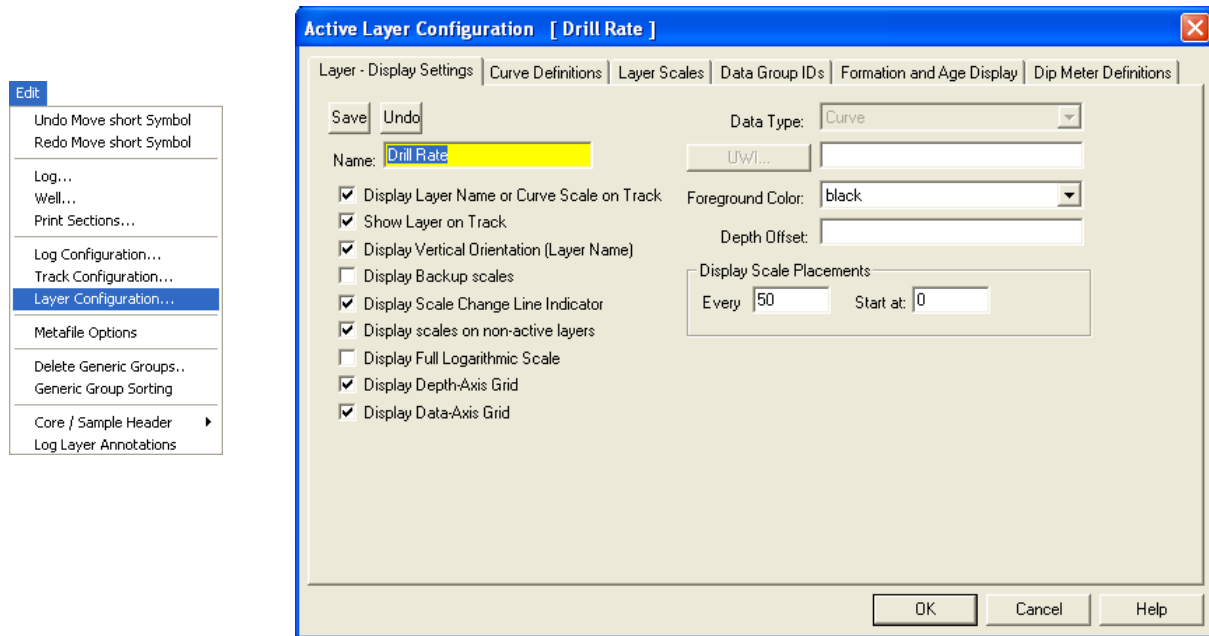 Edit
Undo Move short Symbol
Redo Move short Symbol
Log...
Well...
Print Sections...
Log Configuration...
Track Configuration...
Layer Configuration...
Metafile Options
Delete Generic Groups..
Generic Group Sorting
Core / Sample Header
Log Layer Annotations
Active Layer Configuration [ Drill Rate ]
Layer - Display Settings Curve Definitions Layer Scales Data Group IDs Formation and Age Display Dip Meter Definitions
Save Undo
Name: Drill Rate
Display Layer Name or Curve Scale on Track
Show Layer on Track
Display Vertical Orientation (Layer Name)
Display Backup scales
Display Scale Change Line Indicator
Display scales on non-active layers
Display Full Logarithmic Scale
Display Depth-Axis Grid
Display Data-Axis Grid
Data Type: Curve
UWI...
Foreground Color: black
Depth Offset:
Display Scale Placements
Every 50 Start at: 0
OK Cancel Help